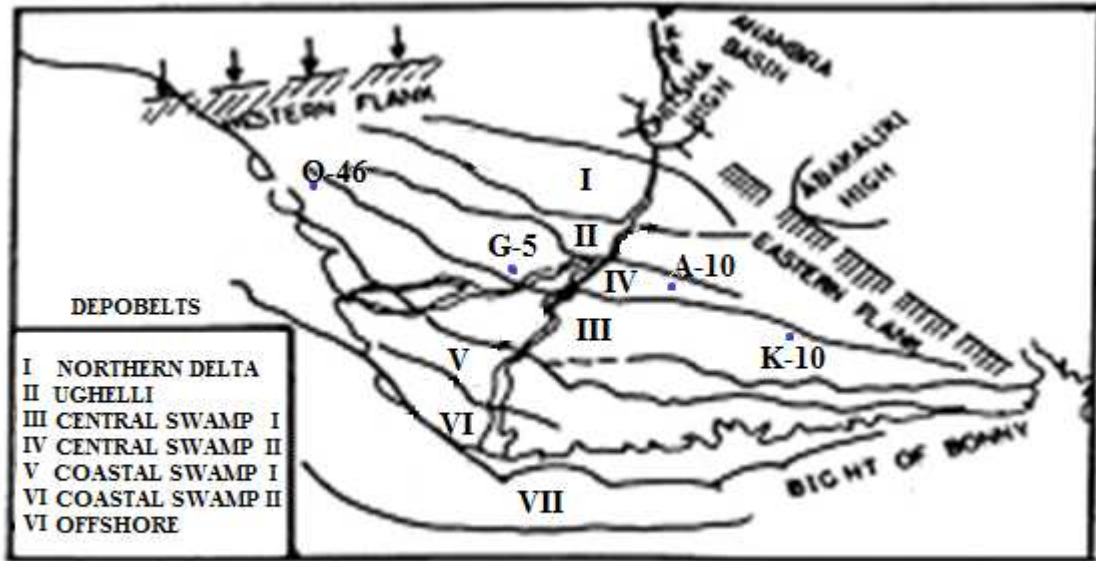 ANAMBRA
BASIN
HIGH
ABAKALIKI
HIGH
STERN FLANK
O-46
I
II
G-5
IV
A-10
EASTERN
FLANK
III
K-10
V
VI
VII
BIGHT OF BONNY
DEPOBELTS
I NORTHERN DELTA
II UGHELLI
III CENTRAL SWAMP I
IV CENTRAL SWAMP II
V COASTAL SWAMP I
VI COASTAL SWAMP II
VI OFFSHORE